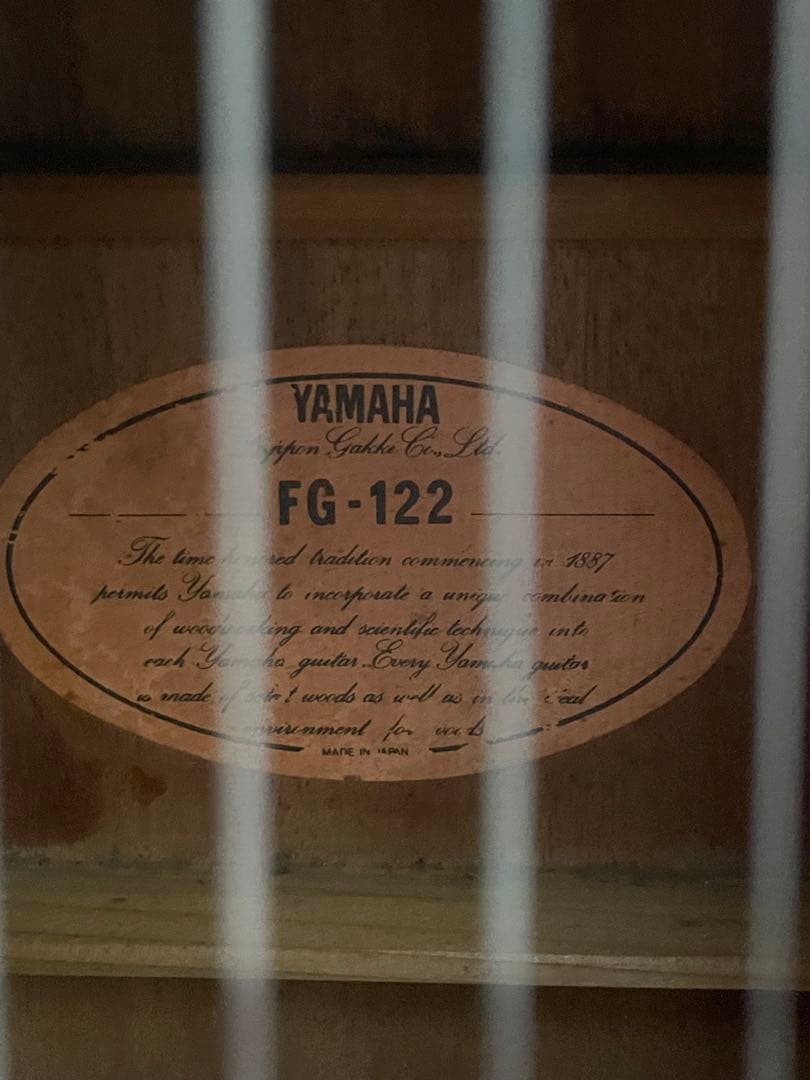 YAMAHA
Nippon Gakki Co., Ltd.
FG-122
The time honored tradition commencing in 1887
permits Yamaha to incorporate a unique combination
of woodworking and scientific technique into
each Yamaha guitar. Every Yamaha guitar
is made of select woods as well as in the ideal
environment for woods
MADE IN JAPAN